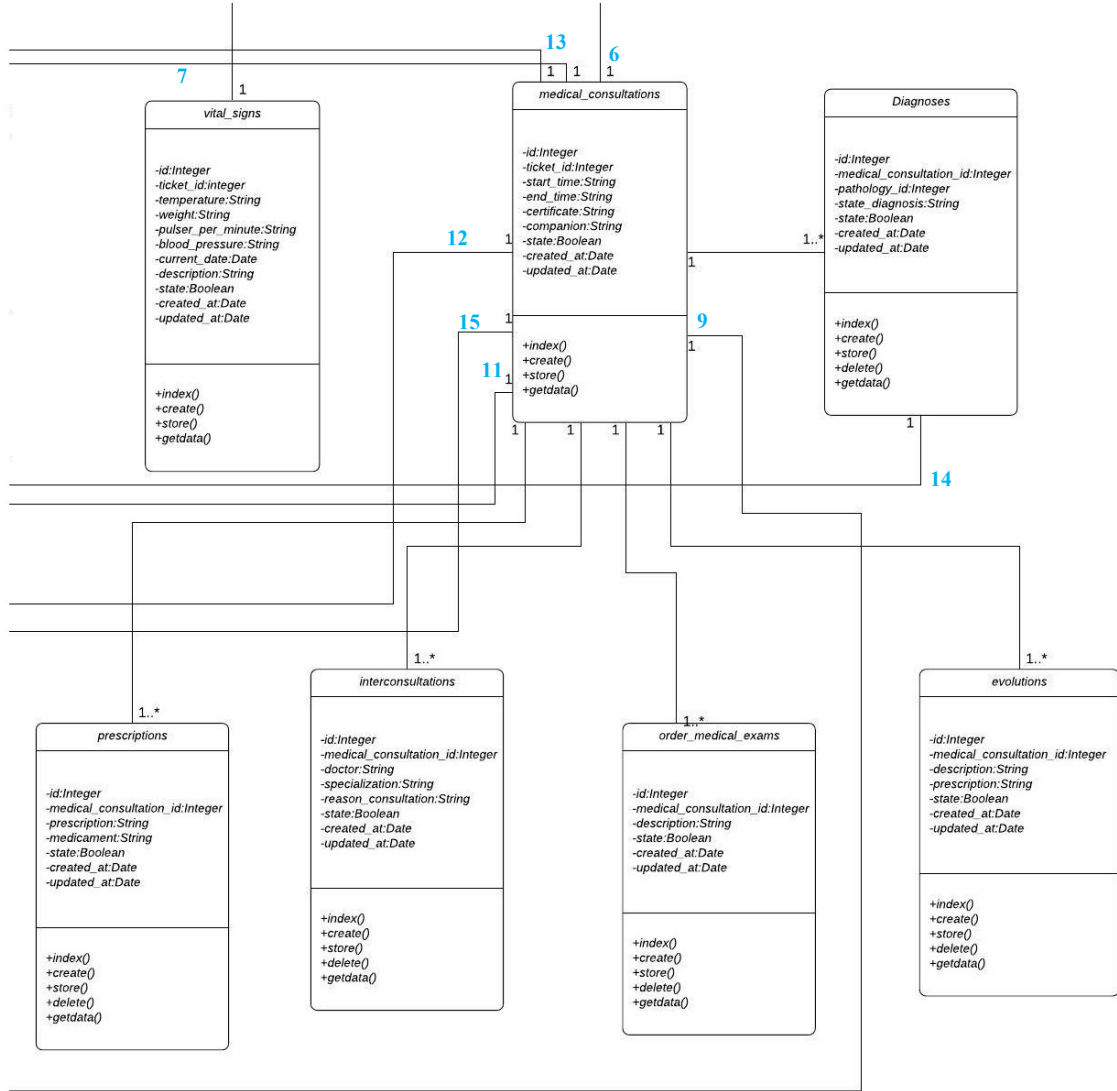 13
6
7
1
1
1
1
vital_signs
-id:Integer
-ticket_id:integer
-temperature:String
-weight:String
-pulser_per_minute:String
-blood_pressure:String
-current_date:Date
-description:String
-state:Boolean
-created_at:Date
-updated_at:Date
+index()
+create()
+store()
+getdata()
medical_consultations
-id:Integer
-ticket_id:Integer
-start_time:String
-end_time:String
-certificate:String
-companion:String
-state:Boolean
-created_at:Date
-updated_at:Date
+index()
+create()
+store()
+getdata()
Diagnoses
-id:Integer
-medical_consultation_id:Integer
-pathology_id:Integer
-state_diagnosis:String
-state:Boolean
-created_at:Date
-updated_at:Date
+index()
+create()
+store()
+delete()
+getdata()
12
1
1
1..*
15
1
9
1
11
1
1
1
1
1
1
14
1..*
prescriptions
-id:Integer
-medical_consultation_id:Integer
-prescription:String
-medicament:String
-state:Boolean
-created_at:Date
-updated_at:Date
+index()
+create()
+store()
+delete()
+getdata()
1..*
interconsultations
-id:Integer
-medical_consultation_id:Integer
-doctor:String
-specialization:String
-reason_consultation:String
-state:Boolean
-created_at:Date
-updated_at:Date
+index()
+create()
+store()
+delete()
+getdata()
1..*
order_medical_exams
-id:Integer
-medical_consultation_id:Integer
-description:String
-state:Boolean
-created_at:Date
-updated_at:Date
+index()
+create()
+store()
+delete()
+getdata()
1..*
evolutions
-id:Integer
-medical_consultation_id:Integer
-description:String
-prescription:String
-state:Boolean
-created_at:Date
-updated_at:Date
+index()
+create()
+store()
+delete()
+getdata()